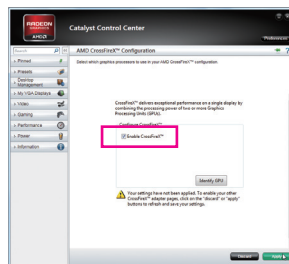 RADEON
GRAPHICS
AMD
Catalyst Control Center
Preferences
Search
AMD CrossFireX™ Configuration
Pinned
Select which graphics processors to use in your AMD CrossFireX™ configuration.
Presets
Desktop
Management
My VGA Displays
Video
Gaming
Performance
Power
Information
CrossFireX™ delivers exceptional performance on a single display by
combining the processing power of two or more Graphics
Processing Units (GPUs).
Configure CrossFireX™
Enable CrossFireX™
Identify GPU
Your settings have not been applied. To enable your other
CrossFireX™ adapter pages, click on the "discard" or "apply"
buttons to refresh and save your settings.
Discard
Apply